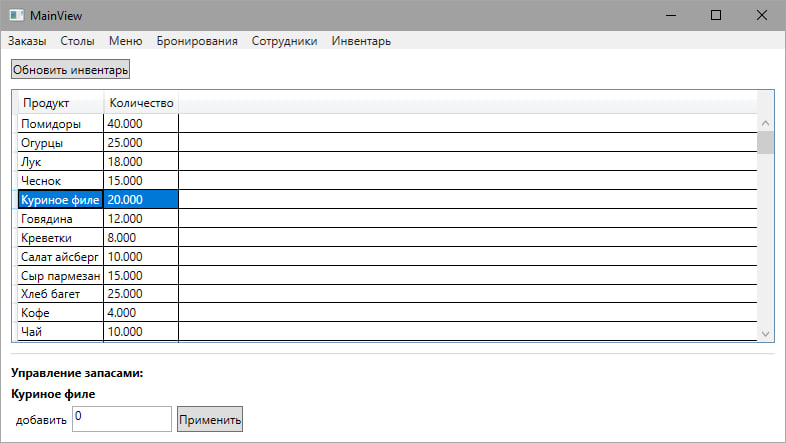 MainView
Заказы Столы Меню Бронирования Сотрудники Инвентарь
Обновить инвентарь
Продукт Количество
Помидоры 40.000
Огурцы 25.000
Лук 18.000
Чеснок 15.000
Куриное филе 20.000
Говядина 12.000
Креветки 8.000
Салат айсберг 10.000
Сыр пармезан 15.000
Хлеб багет 25.000
Кофе 4.000
Чай 10.000
Управление запасами:
Куриное филе
добавить 0 Применить